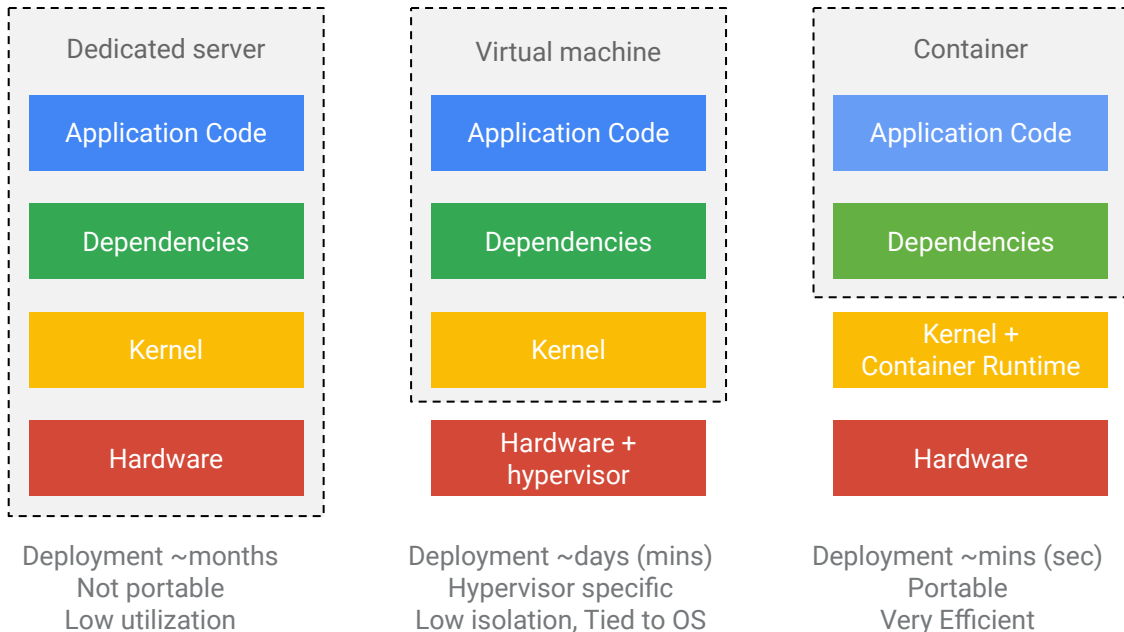 Dedicated server
Application Code
Dependencies
Kernel
Hardware
Deployment ~months
Not portable
Low utilization
Virtual machine
Application Code
Dependencies
Kernel
Hardware +
hypervisor
Deployment ~days (mins)
Hypervisor specific
Low isolation, Tied to OS
Container
Application Code
Dependencies
Kernel +
Container Runtime
Hardware
Deployment ~mins (sec)
Portable
Very Efficient